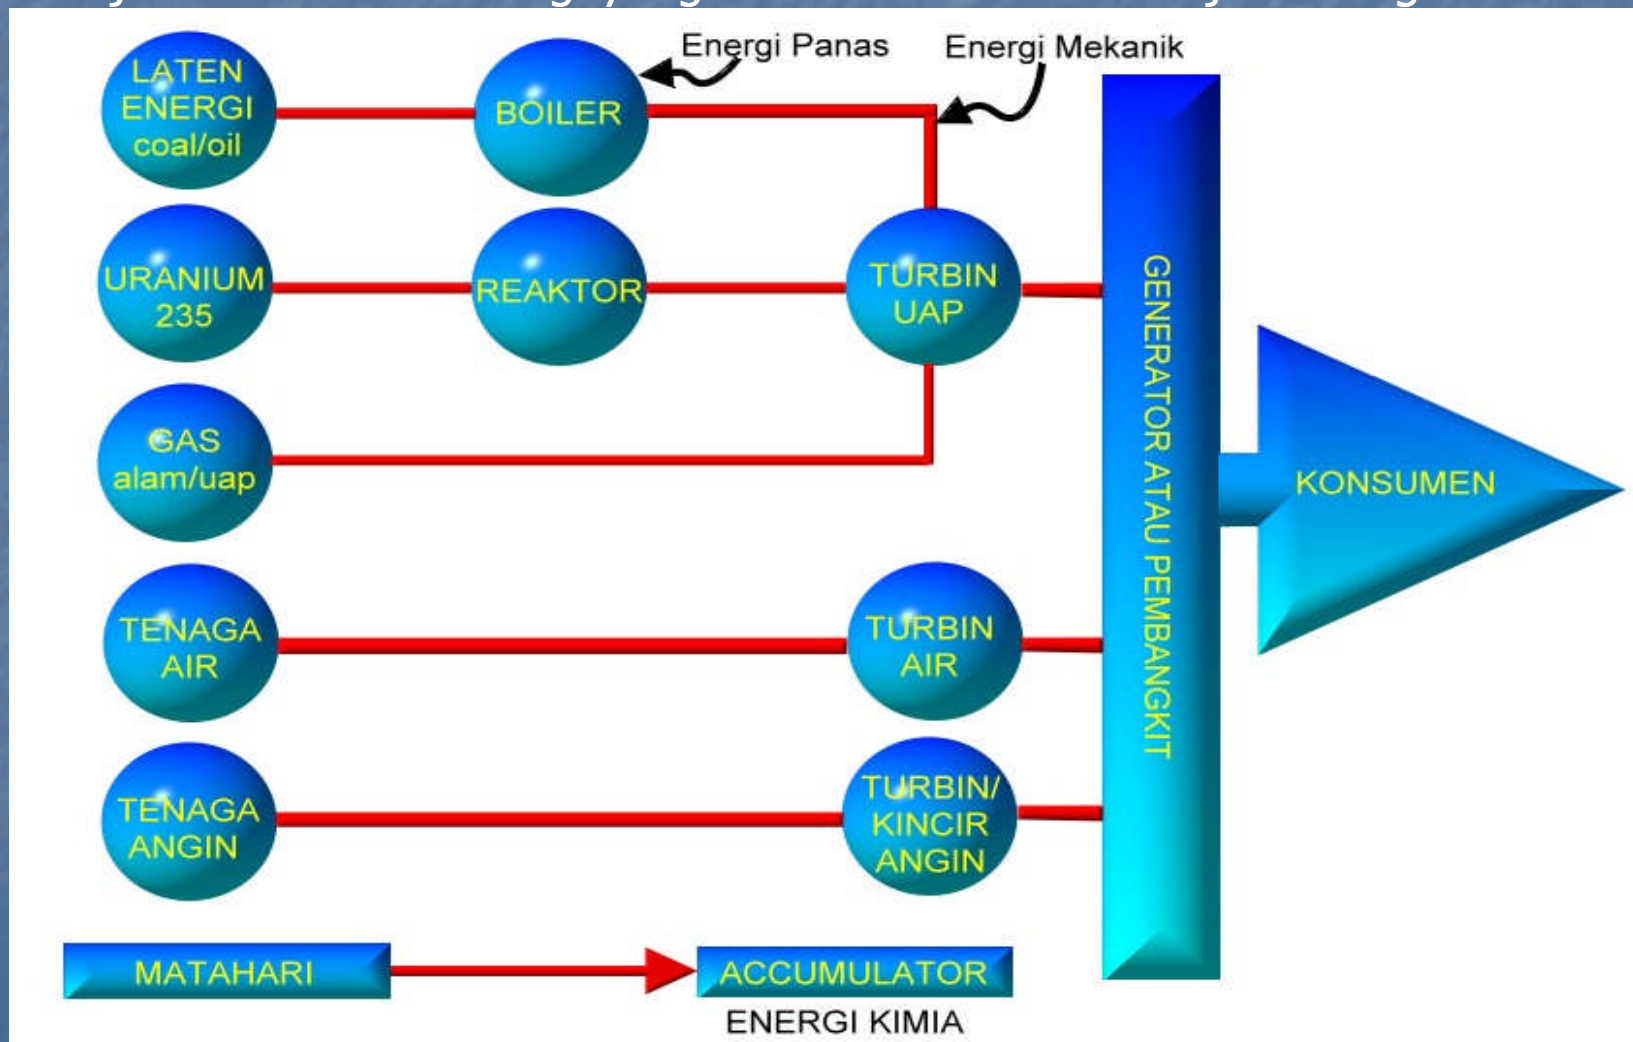 Energi Panas
Energi Mekanik
LATEN
ENERGI
coal/oil
BOILER
URANIUM
235
REAKTOR
TURBIN
UAP
GAS
alam/uap
TENAGA
AIR
TURBIN
AIR
TENAGA
ANGIN
TURBIN/
KINCIR
ANGIN
GENERATOR ATAU PEMBANGKIT
KONSUMEN
MATAHARI
ACCUMULATOR
ENERGI KIMIA